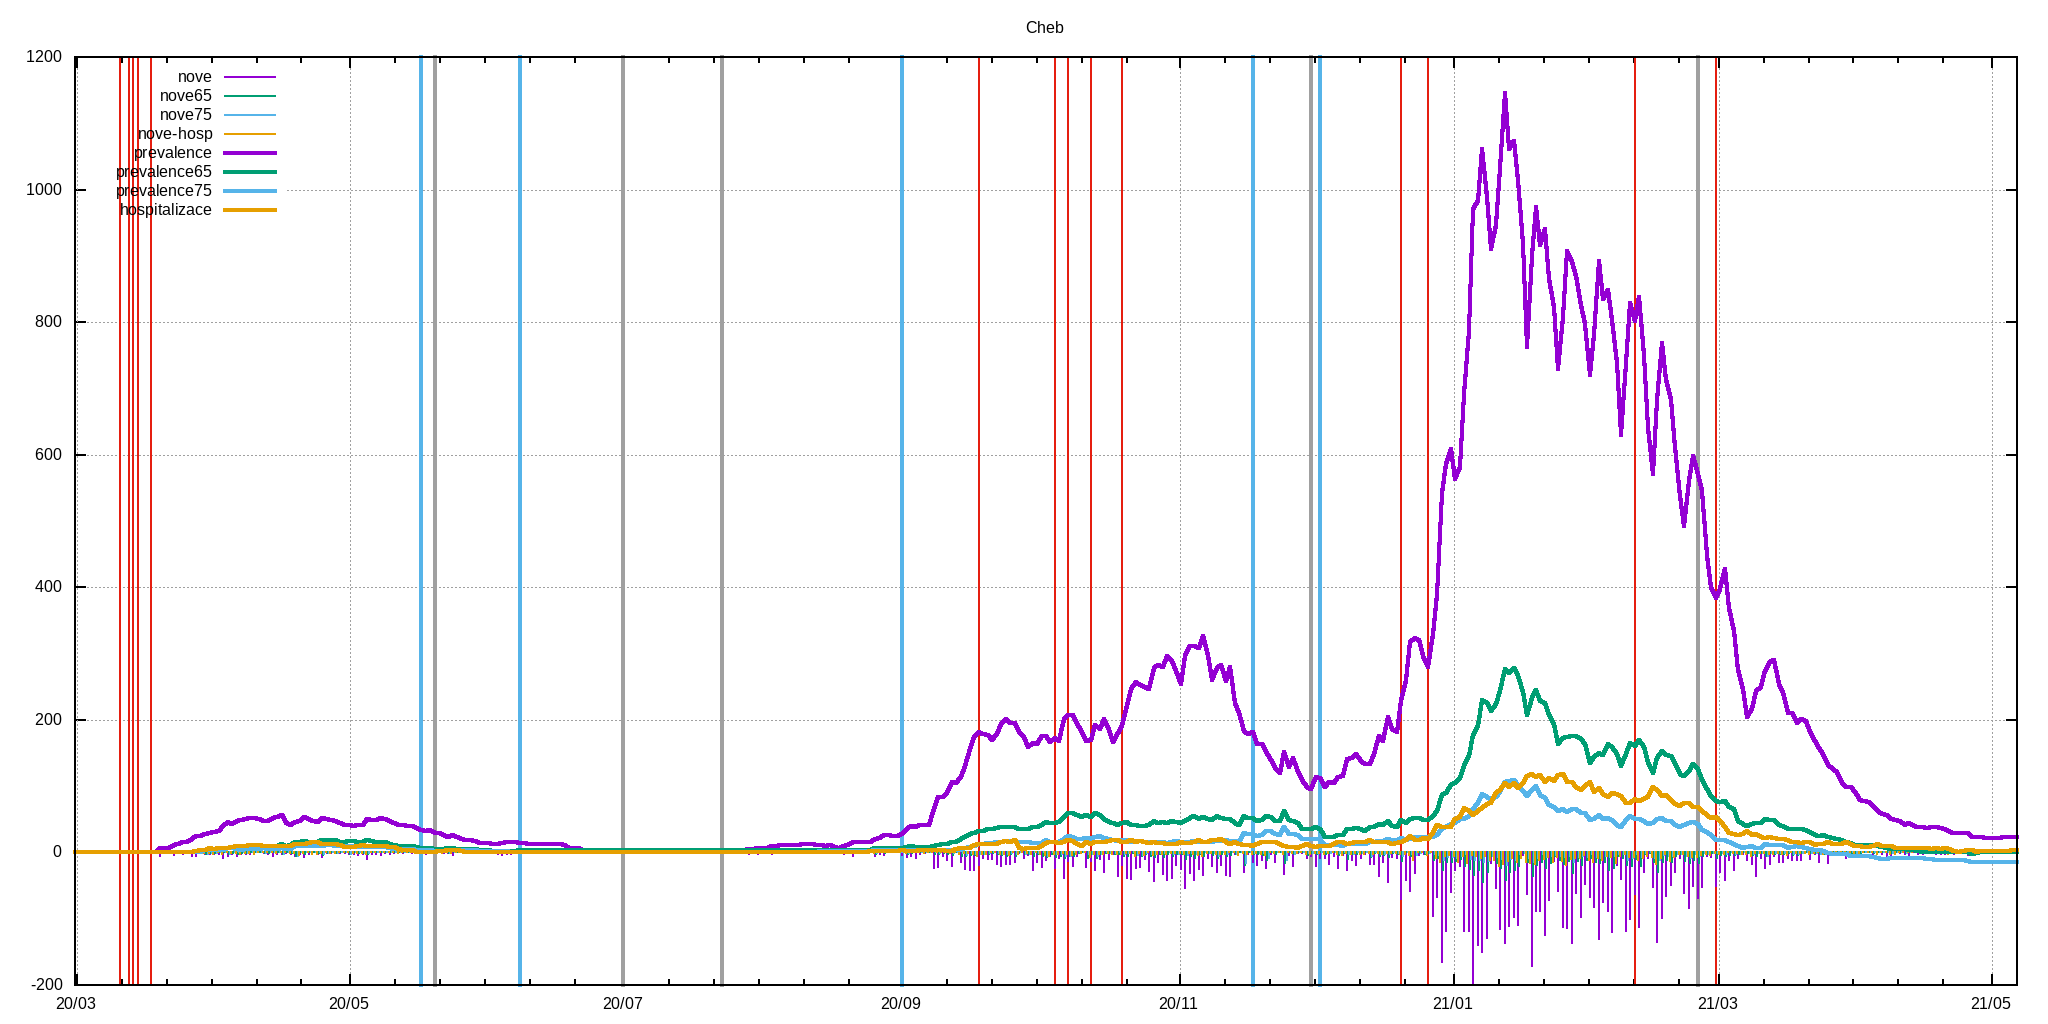 Cheb
1200
nove
nove65
nove75
nove-hosp
prevalence
prevalence65
prevalence75
hospitalizace
1000
800
600
400
200
0
-200
20/03 20/05 20/07 20/09 20/11 21/01 21/03 21/05